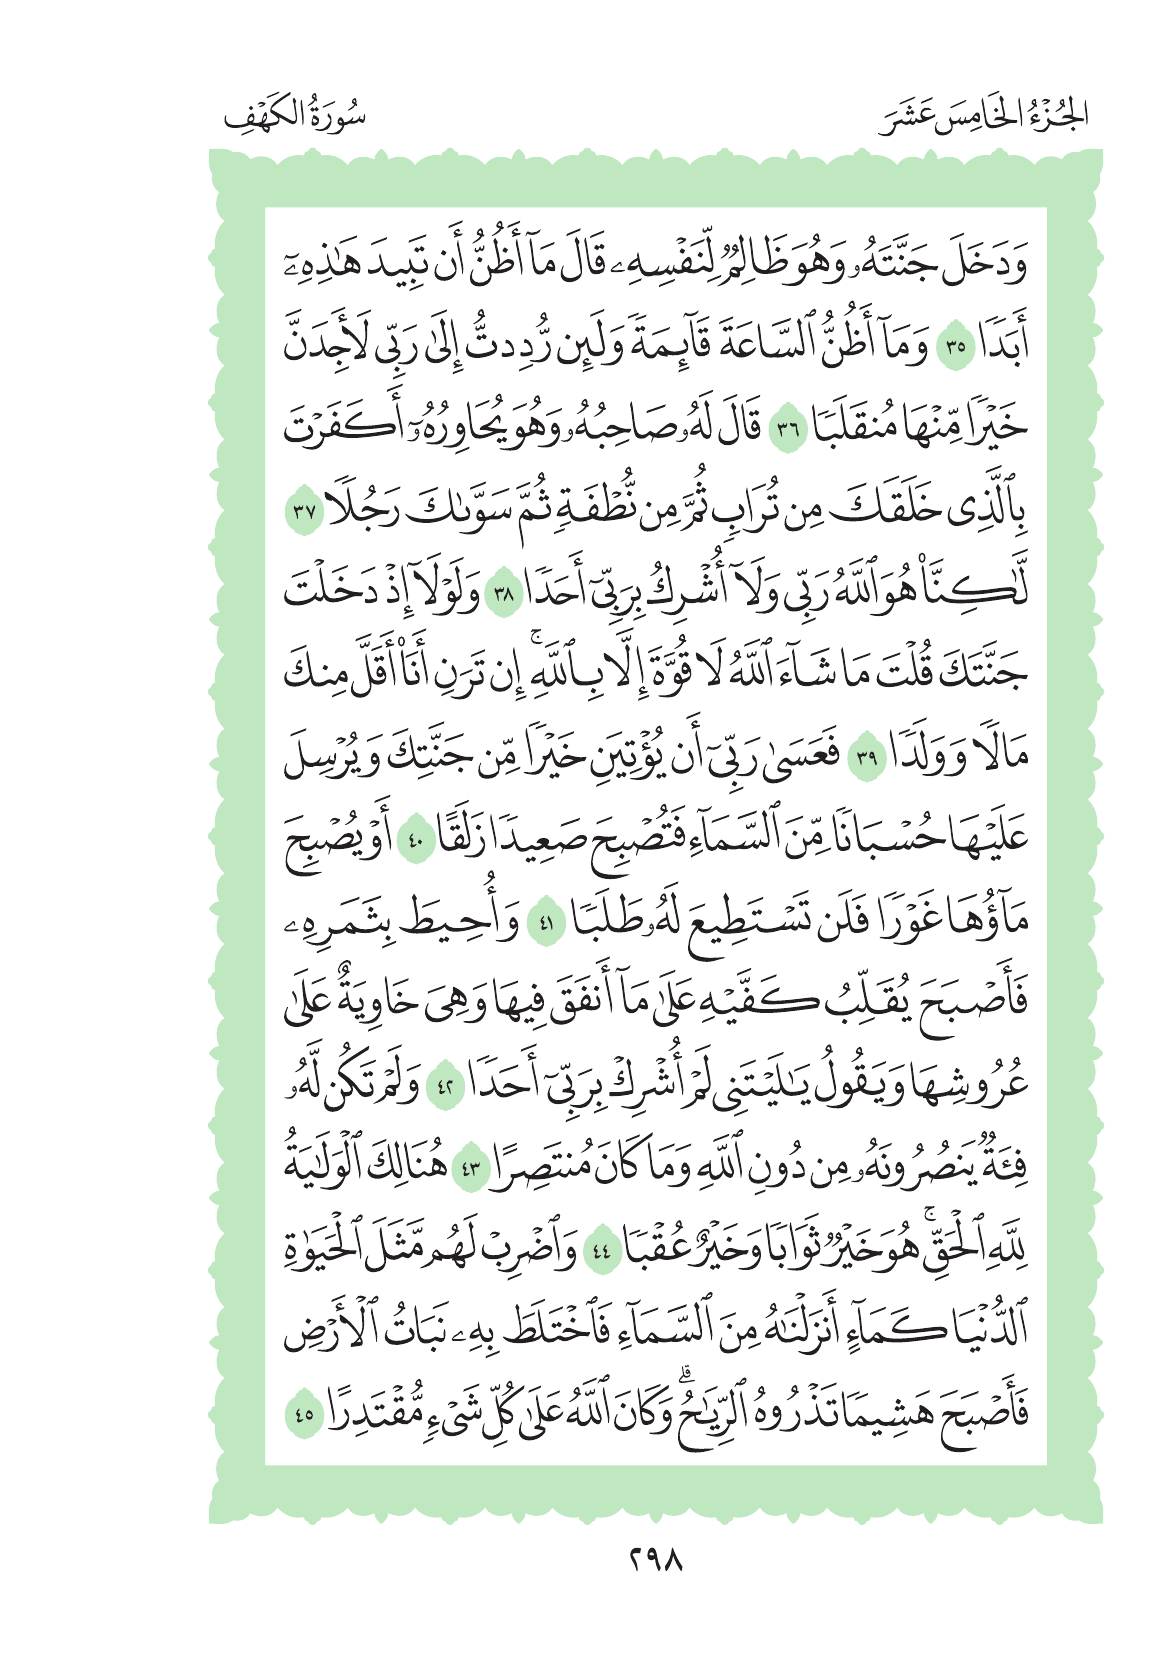 الجُزْءُ الخَامِسَ عَشَرَ
سُورَةُ الكَهْفِ
وَدَخَلَ جَنَّتَهُۥ وَهُوَ ظَالِمٌ لِّنَفْسِهِۦ قَالَ مَآ أَظُنُّ أَن تَبِيدَ هَٰذِهِۦٓ
أَبَدًا ٣٥ وَمَآ أَظُنُّ ٱلسَّاعَةَ قَآئِمَةً وَلَئِن رُّدِدتُّ إِلَىٰ رَبِّى لَأَجِدَنَّ
خَيْرًا مِّنْهَا مُنقَلَبًا ٣٦ قَالَ لَهُۥ صَاحِبُهُۥ وَهُوَ يُحَاوِرُهُۥٓ أَكَفَرْتَ
بِٱلَّذِى خَلَقَكَ مِن تُرَابٍ ثُمَّ مِن نُّطْفَةٍ ثُمَّ سَوَّىٰكَ رَجُلًا ٣٧
لَّٰكِنَّا۠ هُوَ ٱللَّهُ رَبِّى وَلَآ أُشْرِكُ بِرَبِّىٓ أَحَدًا ٣٨ وَلَوْلَآ إِذْ دَخَلْتَ
جَنَّتَكَ قُلْتَ مَا شَآءَ ٱللَّهُ لَا قُوَّةَ إِلَّا بِٱللَّهِ ۚ إِن تَرَنِ أَنَا۠ أَقَلَّ مِنكَ
مَالًا وَوَلَدًا ٣٩ فَعَسَىٰ رَبِّىٓ أَن يُؤْتِيَنِ خَيْرًا مِّن جَنَّتِكَ وَيُرْسِلَ
عَلَيْهَا حُسْبَانًا مِّنَ ٱلسَّمَآءِ فَتُصْبِحَ صَعِيدًا زَلَقًا ٤٠ أَوْ يُصْبِحَ
مَآؤُهَا غَوْرًا فَلَن تَسْتَطِيعَ لَهُۥ طَلَبًا ٤١ وَأُحِيطَ بِثَمَرِهِۦ
فَأَصْبَحَ يُقَلِّبُ كَفَّيْهِ عَلَىٰ مَآ أَنفَقَ فِيهَا وَهِىَ خَاوِيَةٌ عَلَىٰ
عُرُوشِهَا وَيَقُولُ يَٰلَيْتَنِى لَمْ أُشْرِكْ بِرَبِّىٓ أَحَدًا ٤٢ وَلَمْ تَكُن لَّهُۥ
فِئَةٌ يَنصُرُونَهُۥ مِن دُونِ ٱللَّهِ وَمَا كَانَ مُنتَصِرًا ٤٣ هُنَالِكَ ٱلْوَلَٰيَةُ
لِلَّهِ ٱلْحَقِّ ۚ هُوَ خَيْرٌ ثَوَابًا وَخَيْرٌ عُقْبًا ٤٤ وَٱضْرِبْ لَهُم مَّثَلَ ٱلْحَيَوٰةِ
ٱلدُّنْيَا كَمَآءٍ أَنزَلْنَٰهُ مِنَ ٱلسَّمَآءِ فَٱخْتَلَطَ بِهِۦ نَبَاتُ ٱلْأَرْضِ
فَأَصْبَحَ هَشِيمًا تَذْرُوهُ ٱلرِّيَٰحُ ۗ وَكَانَ ٱللَّهُ عَلَىٰ كُلِّ شَىْءٍ مُّقْتَدِرًا ٤٥
٢٩٨